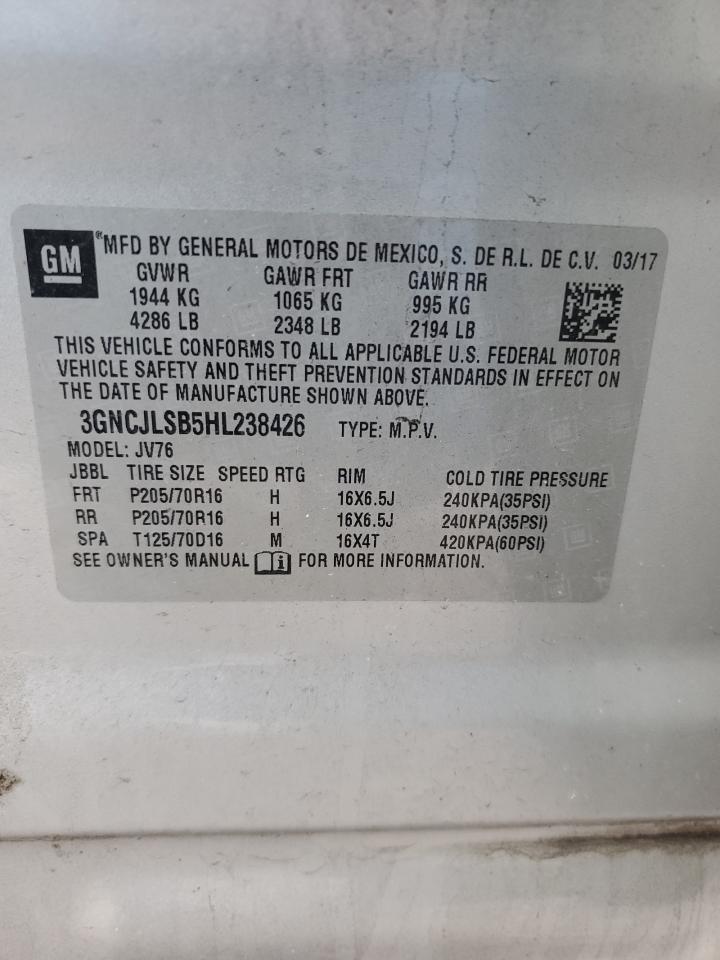 GM ® MFD BY GENERAL MOTORS DE MEXICO, S. DE R.L. DE C.V. 03/17
GVWR GAWR FRT GAWR RR
1944 KG 1065 KG 995 KG
4286 LB 2348 LB 2194 LB
THIS VEHICLE CONFORMS TO ALL APPLICABLE U.S. FEDERAL MOTOR
VEHICLE SAFETY AND THEFT PREVENTION STANDARDS IN EFFECT ON
THE DATE OF MANUFACTURE SHOWN ABOVE.
3GNCJLSB5HL238426 TYPE: M.P.V.
MODEL: JV76
JBBL TIRE SIZE SPEED RTG RIM COLD TIRE PRESSURE
FRT P205/70R16 H 16X6.5J 240KPA(35PSI)
RR P205/70R16 H 16X6.5J 240KPA(35PSI)
SPA T125/70D16 M 16X4T 420KPA(60PSI)
SEE OWNER'S MANUAL i FOR MORE INFORMATION.